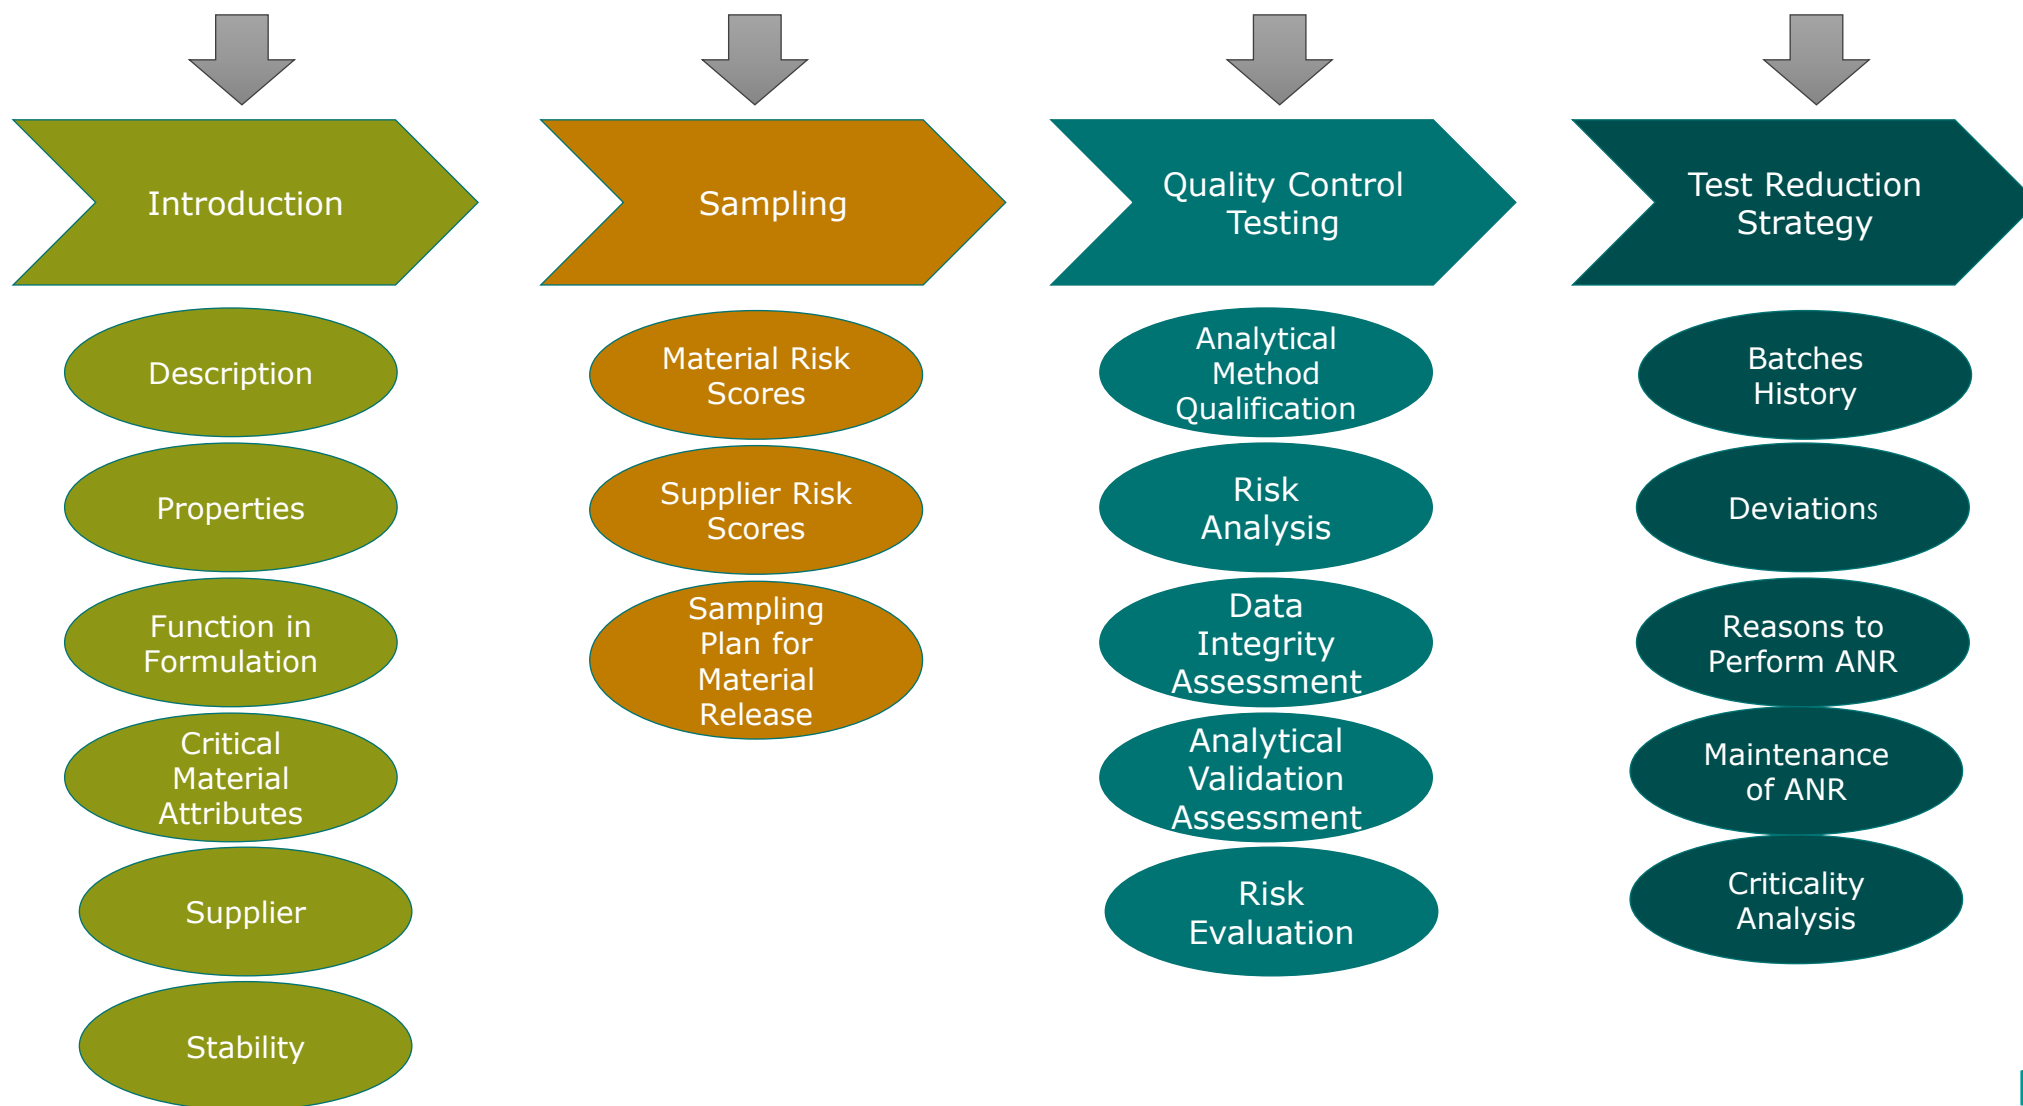 Introduction
Description
Properties
Function in
Formulation
Critical
Material
Attributes
Supplier
Stability
Sampling
Material Risk
Scores
Supplier Risk
Scores
Sampling
Plan for
Material
Release
Quality Control
Testing
Analytical
Method
Qualification
Risk
Analysis
Data
Integrity
Assessment
Analytical
Validation
Assessment
Risk
Evaluation
Test Reduction
Strategy
Batches
History
Deviations
Reasons to
Perform ANR
Maintenance
of ANR
Criticality
Analysis